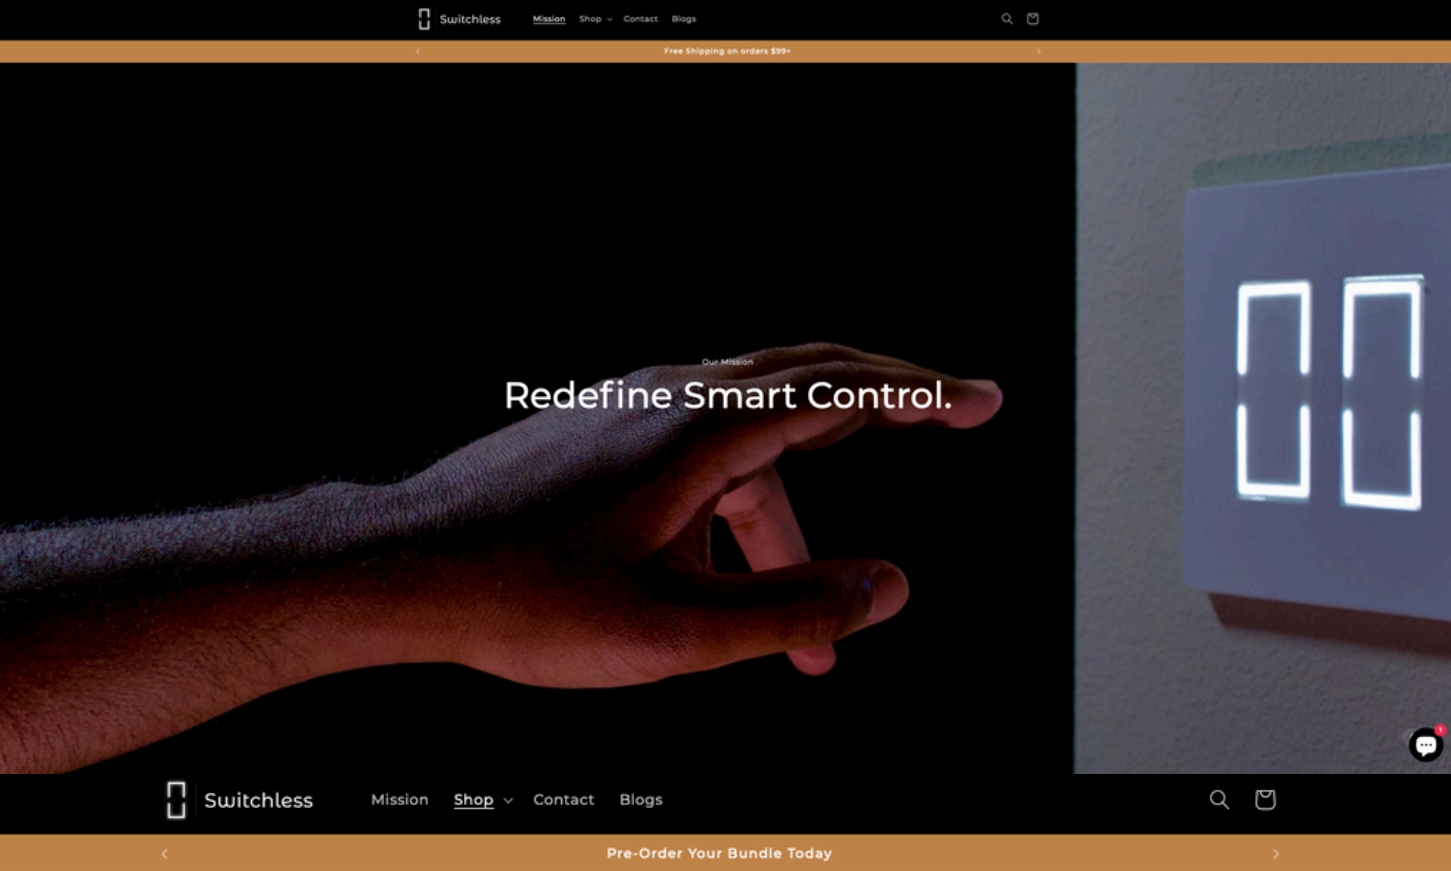 Switchless Mission Shop Contact Blogs
Free Shipping on orders $99+
Our Mission
Redefine Smart Control.
1
Switchless Mission Shop Contact Blogs
Pre-Order Your Bundle Today